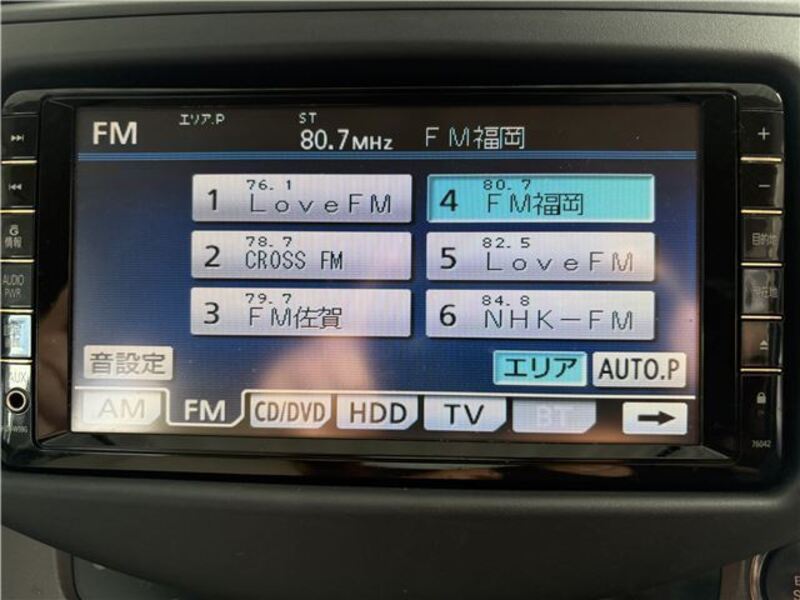 FM エリア.P ST 80.7MHz FM福岡
1 76.1 LoveFM
4 80.7 FM福岡
2 78.7 CROSS FM
5 82.5 LoveFM
3 79.7 FM佐賀
6 84.8 NHK-FM
音設定 エリア AUTO.P
AM FM CD/DVD HDD TV BT →
G
情報
AUDIO
PWR
AUX
+
−
目的地
現在地
76042